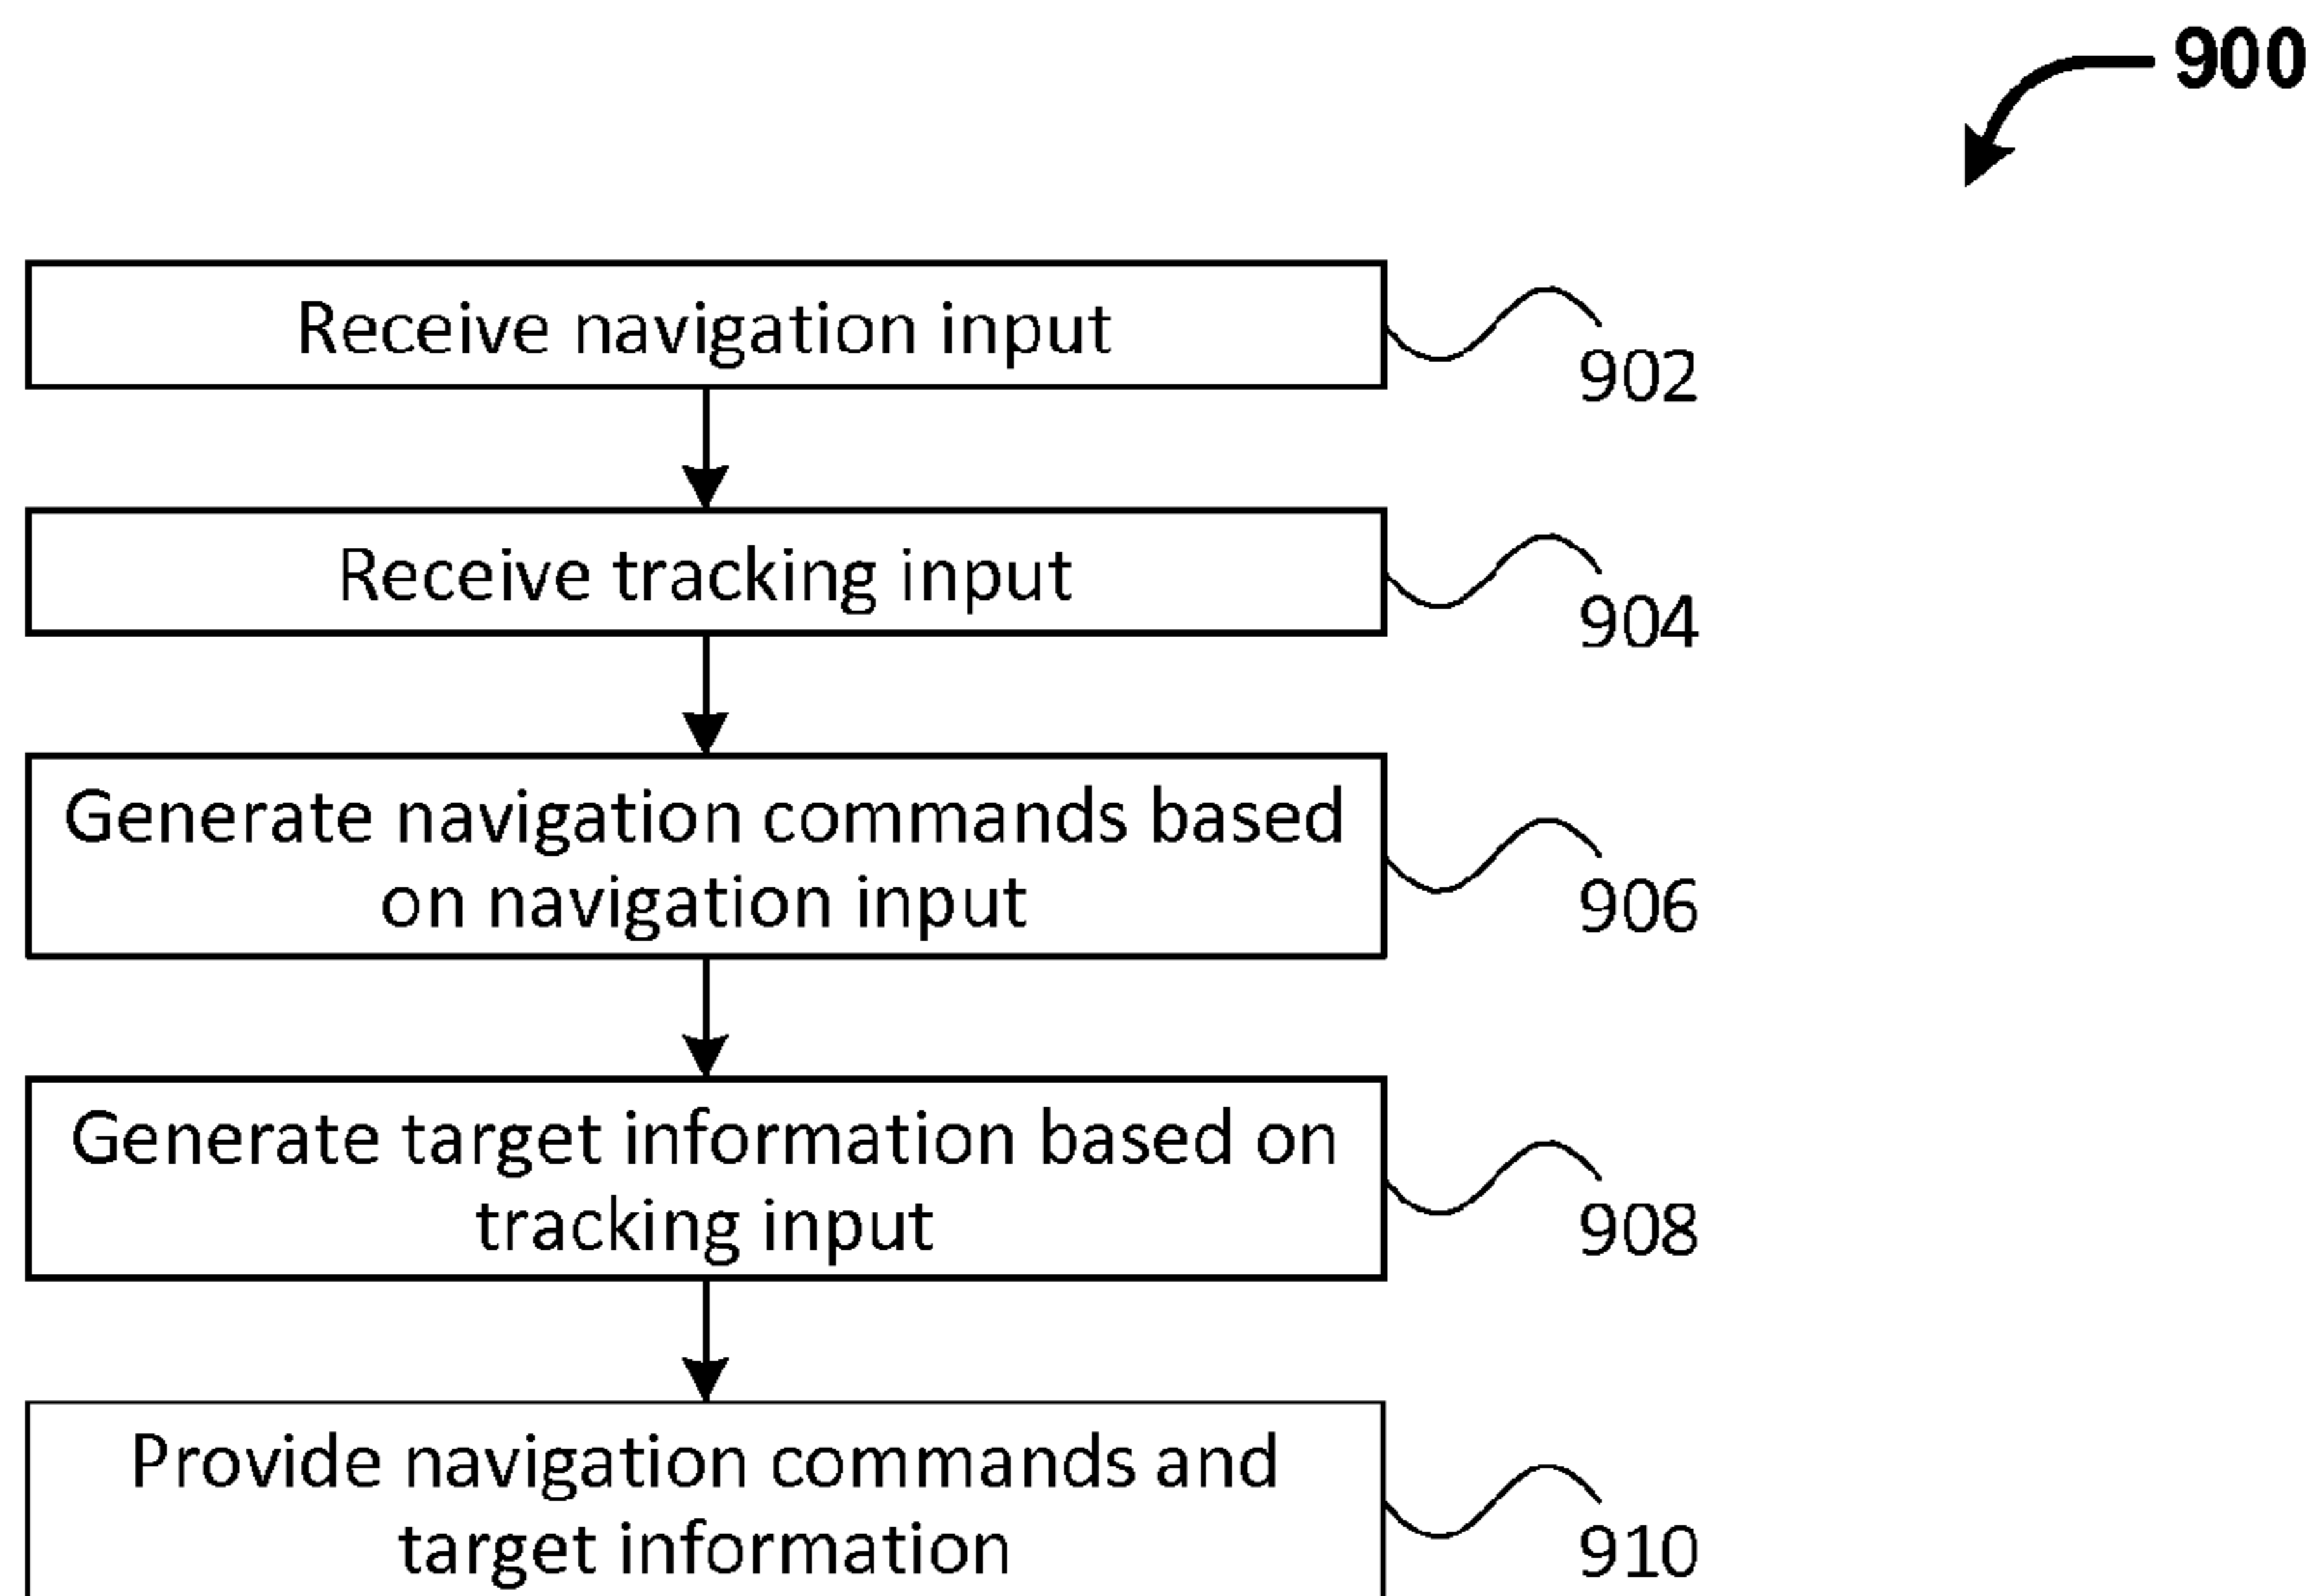 900
Receive navigation input
902
Receive tracking input
904
Generate navigation commands based
on navigation input
906
Generate target information based on
tracking input
908
Provide navigation commands and
target information
910